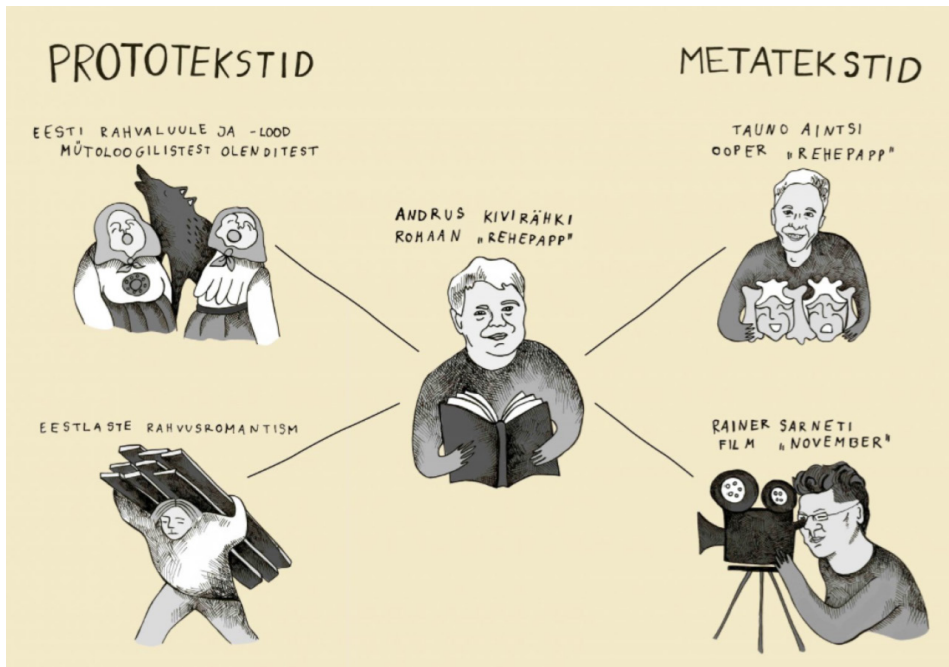 PROTOTEKSTID
EESTI RAHVALUULE JA -LOOD
MÜTOLOOGILISTEST OLENDITEST
EESTLASTE RAHVUSROMANTISM
ANDRUS KIVIRÄHKI
ROMAAN „REHEPAPP"
METATEKSTID
TAUNO AINTSI
OOPER „REHEPAPP"
RAINER SARNETI
FILM „NOVEMBER"